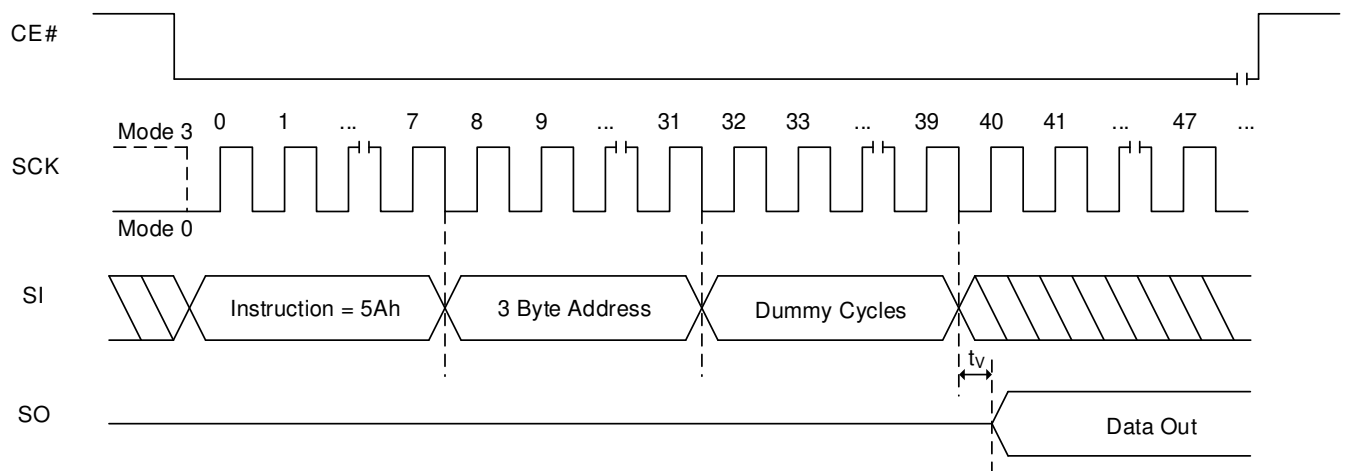 CE#
Mode 3
0 1 ... 7 8 9 ... 31 32 33 ... 39 40 41 ... 47 ...
SCK
Mode 0
SI
Instruction = 5Ah
3 Byte Address
Dummy Cycles
tV
SO
Data Out